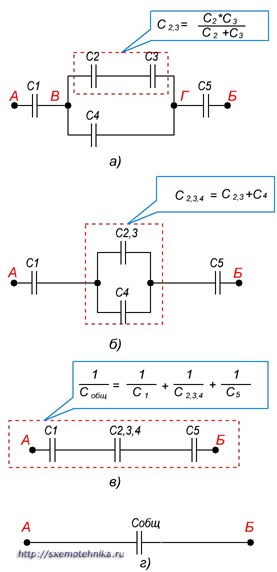 C2,3 = C2*C3 / C2 +C3
C2 C3
C1 C5
А В Г Б
C4
а)
C2,3,4 = C2,3 +C4
C2,3
А C1 C5 Б
C4
б)
1/Cобщ = 1/C1 + 1/C2,3,4 + 1/C5
А C1 C2,3,4 C5 Б
в)
А Cобщ Б
http://sxemotehnika.ru
г)